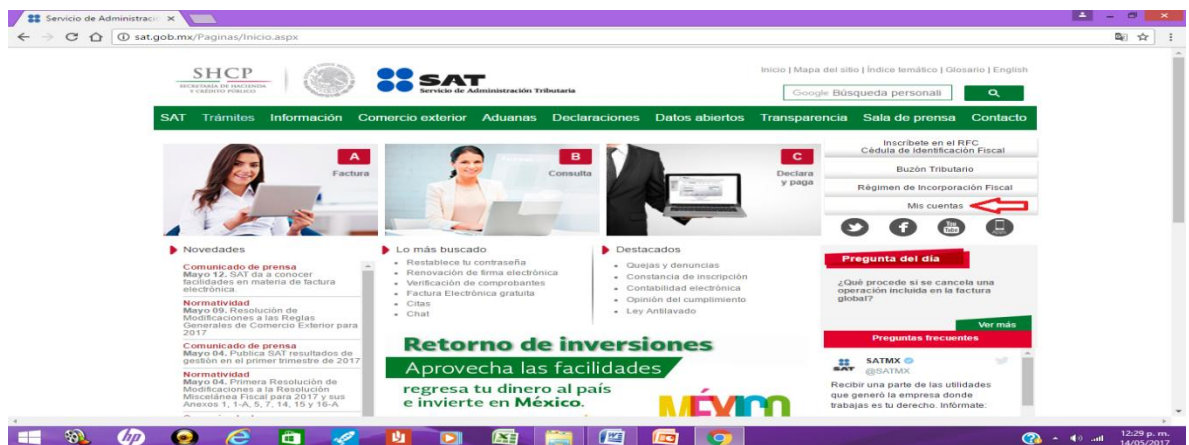 Servicio de Administraci
sat.gob.mx/Paginas/Inicio.aspx
SHCP
SECRETARÍA DE HACIENDA
Y CRÉDITO PÚBLICO
SAT
Servicio de Administración Tributaria
Inicio | Mapa del sitio | Índice temático | Glosario | English
Google Búsqueda personali
SAT Trámites Información Comercio exterior Aduanas Declaraciones Datos abiertos Transparencia Sala de prensa Contacto
A
Factura
B
Consulta
C
Declara
y paga
Inscríbete en el RFC
Cédula de Identificación Fiscal
Buzón Tributario
Régimen de Incorporación Fiscal
Mis cuentas
You
Tube
Novedades
Comunicado de prensa
Mayo 12. SAT da a conocer
facilidades en materia de factura
electrónica.
Normatividad
Mayo 09. Resolución de
Modificaciones a las Reglas
Generales de Comercio Exterior para
2017
Comunicado de prensa
Mayo 04. Publica SAT resultados de
gestión en el primer trimestre de 2017
Normatividad
Mayo 04. Primera Resolución de
Modificaciones a la Resolución
Miscelánea Fiscal para 2017 y sus
Anexos 1, 1-A, 5, 7, 14, 15 y 16-A
Lo más buscado
Restablece tu contraseña
Renovación de firma electrónica
Verificación de comprobantes
Factura Electrónica gratuita
Citas
Chat
Destacados
Quejas y denuncias
Constancia de inscripción
Contabilidad electrónica
Opinión del cumplimiento
Ley Antilavado
Retorno de inversiones
Aprovecha las facilidades
regresa tu dinero al país
e invierte en México.
MÉXICO
Pregunta del día
¿Qué procede si se cancela una
operación incluida en la factura
global?
Ver más
Preguntas frecuentes
SAT
SATMX
@SATMX
Recibir una parte de las utilidades
que generó la empresa donde
trabajas es tu derecho. Infórmate:
hp
12:29 p. m.
14/05/2017